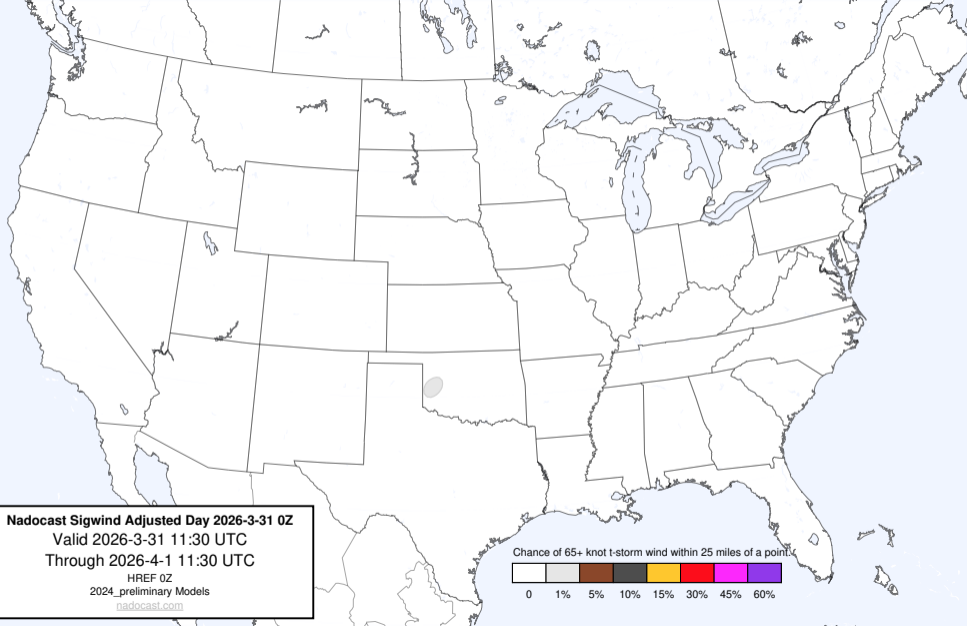 Nadocast Sigwind Adjusted Day 2026-3-31 0Z
Valid 2026-3-31 11:30 UTC
Through 2026-4-1 11:30 UTC
HREF 0Z
2024_preliminary Models
nadocast.com
Chance of 65+ knot t-storm wind within 25 miles of a point.
0 1% 5% 10% 15% 30% 45% 60%